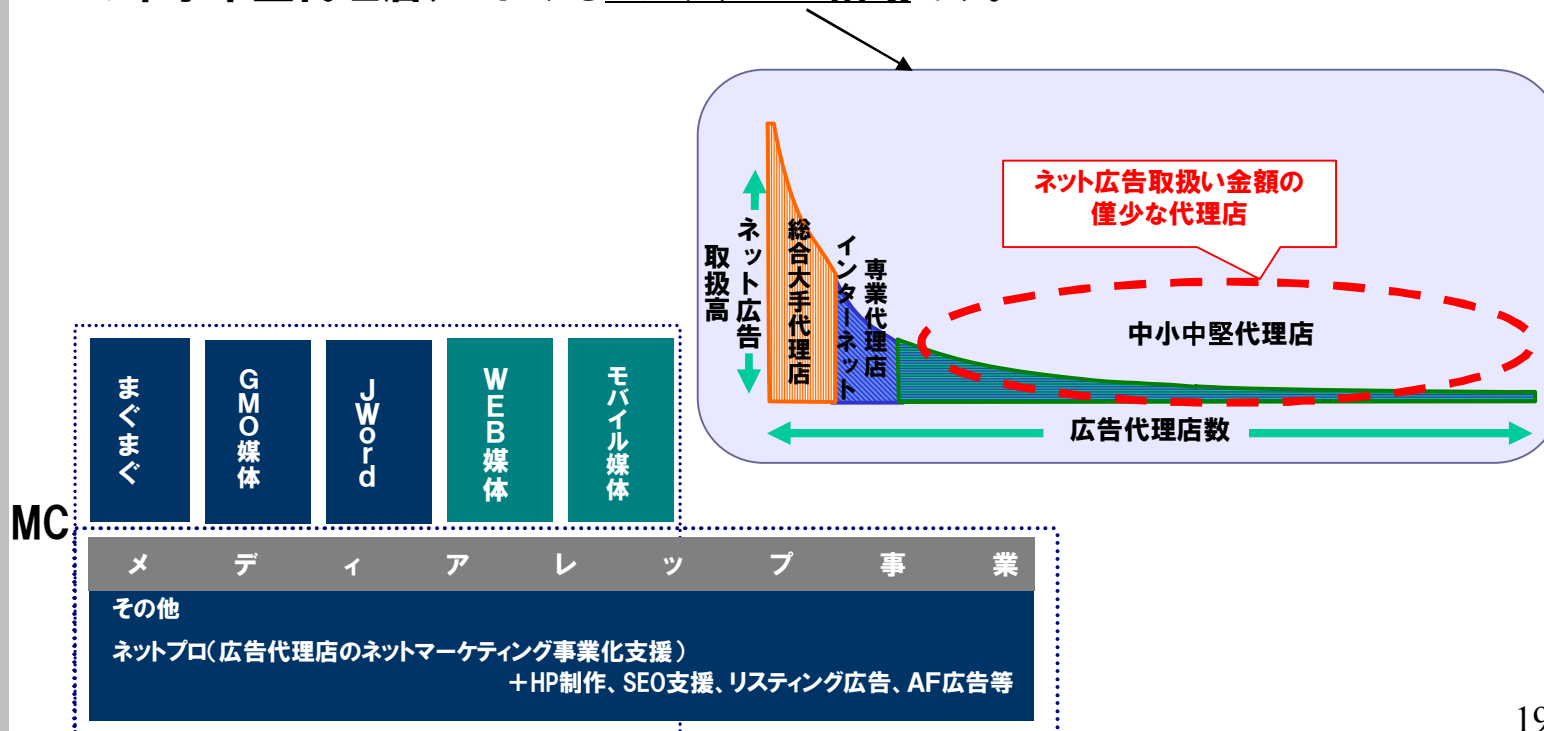 ネット広告取扱い金額の
僅少な代理店
ネット広告
取扱高
総合大手代理店
インターネット
専業代理店
中小中堅代理店
広告代理店数
まぐまぐ
GMO媒体
JWord
WEB媒体
モバイル媒体
MC
メディアレップ事業
その他
ネットプロ(広告代理店のネットマーケティング事業化支援)
+HP制作、SEO支援、リスティング広告、AF広告等
19